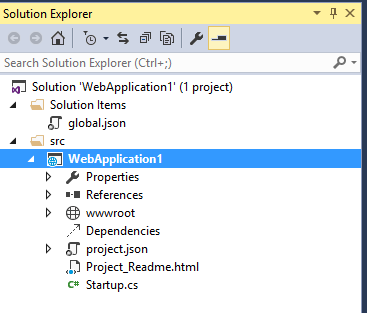 Solution Explorer
Search Solution Explorer (Ctrl+;)
Solution 'WebApplication1' (1 project)
Solution Items
global.json
src
WebApplication1
Properties
References
wwwroot
Dependencies
project.json
Project_Readme.html
C# Startup.cs